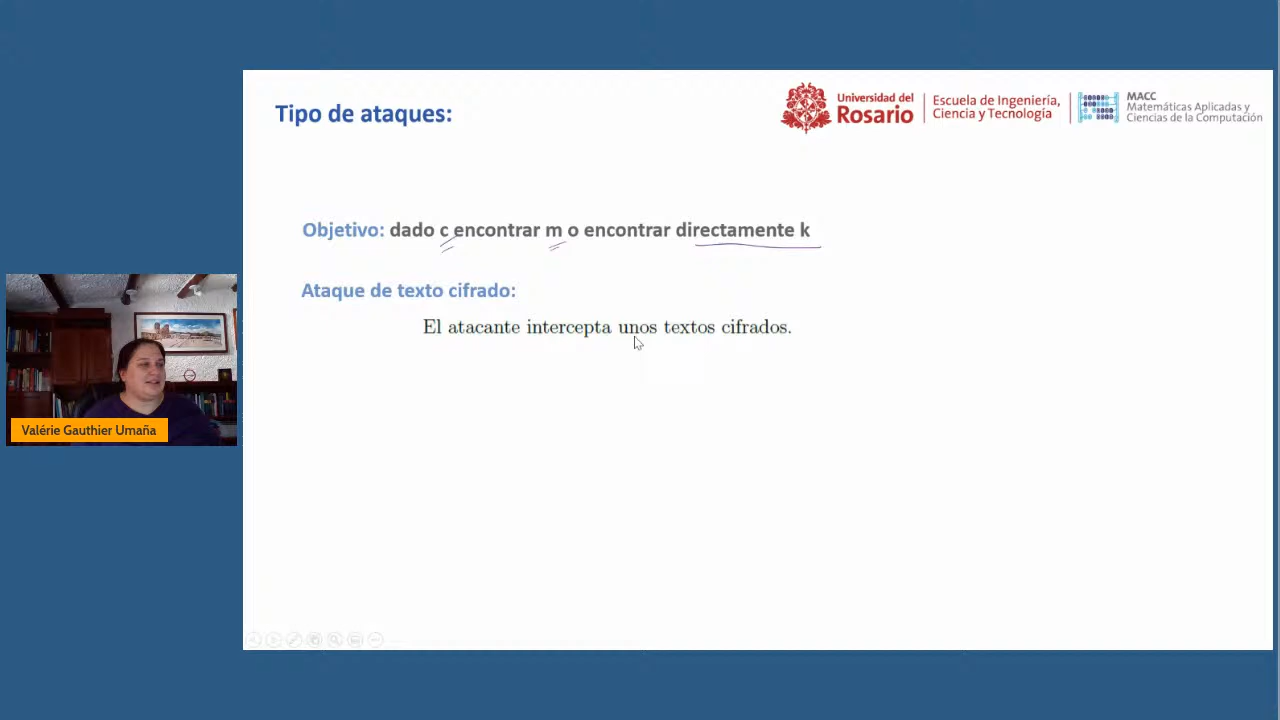 Tipo de ataques:
Universidad del
Rosario
Escuela de Ingeniería,
Ciencia y Tecnología
MACC
Matemáticas Aplicadas y
Ciencias de la Computación
Objetivo: dado c encontrar m o encontrar directamente k
Ataque de texto cifrado:
El atacante intercepta unos textos cifrados.
Valérie Gauthier Umaña